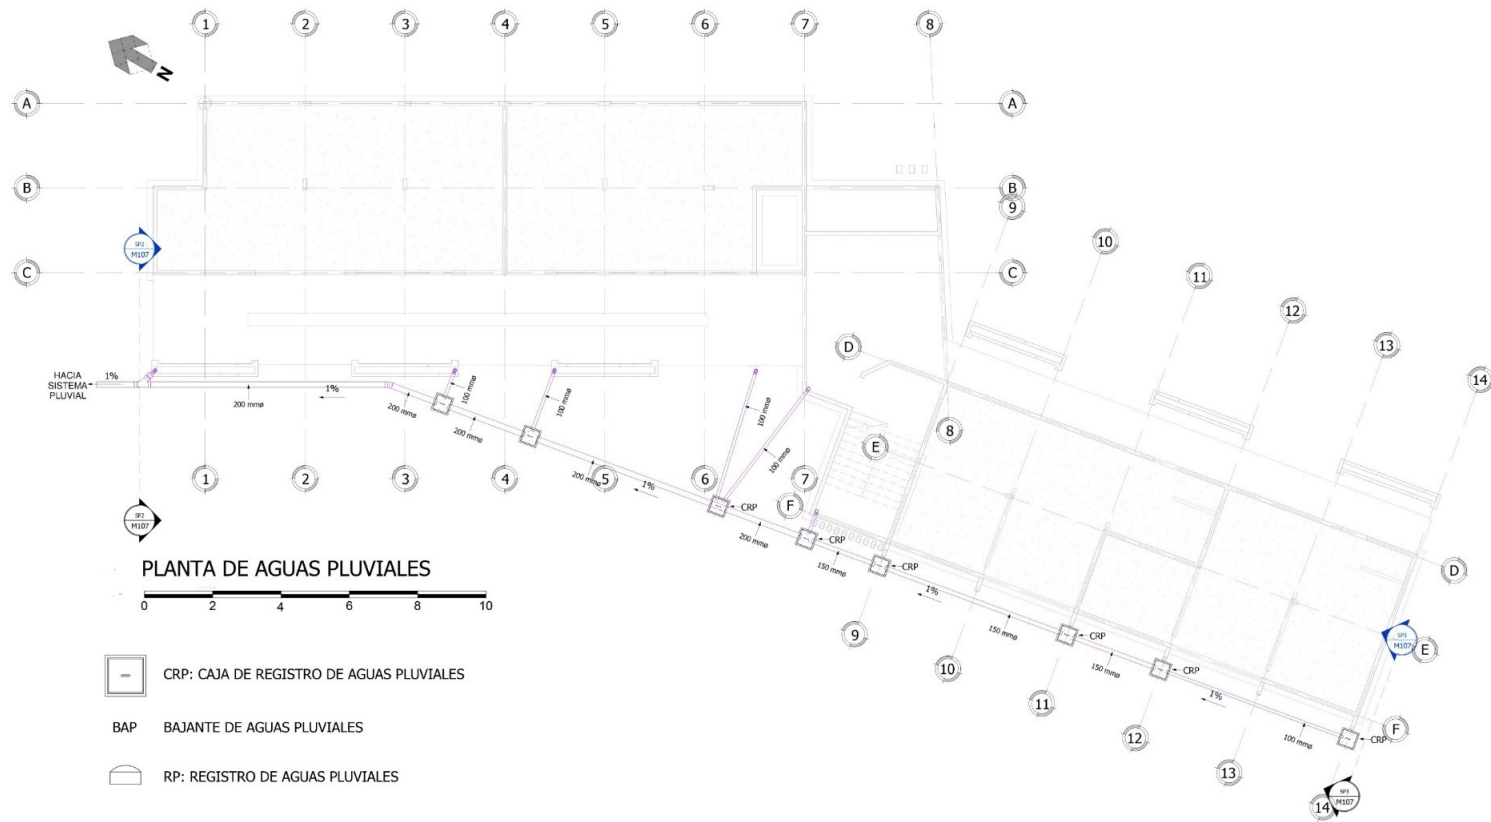 1 2 3 4 5 6 7 8
N
A A
B B
9
10
SP2
M107
C C
11
12
13
D
14
HACIA
SISTEMA
PLUVIAL
1%
200 mmø
1%
200 mmø
100 mmø
200 mmø
100 mmø
200 mmø
100 mmø
100 mmø
8
E
1 2 3 4 5 6 7
1%
F
CRP
SP2
M107
200 mmø
CRP
150 mmø
CRP
D
PLANTA DE AGUAS PLUVIALES
0 2 4 6 8 10
1%
9
150 mmø
CRP
SP3
M107
E
10
150 mmø
CRP
11
1%
12
100 mmø
CRP
F
13
14
SP3
M107
CRP: CAJA DE REGISTRO DE AGUAS PLUVIALES
BAP BAJANTE DE AGUAS PLUVIALES
RP: REGISTRO DE AGUAS PLUVIALES